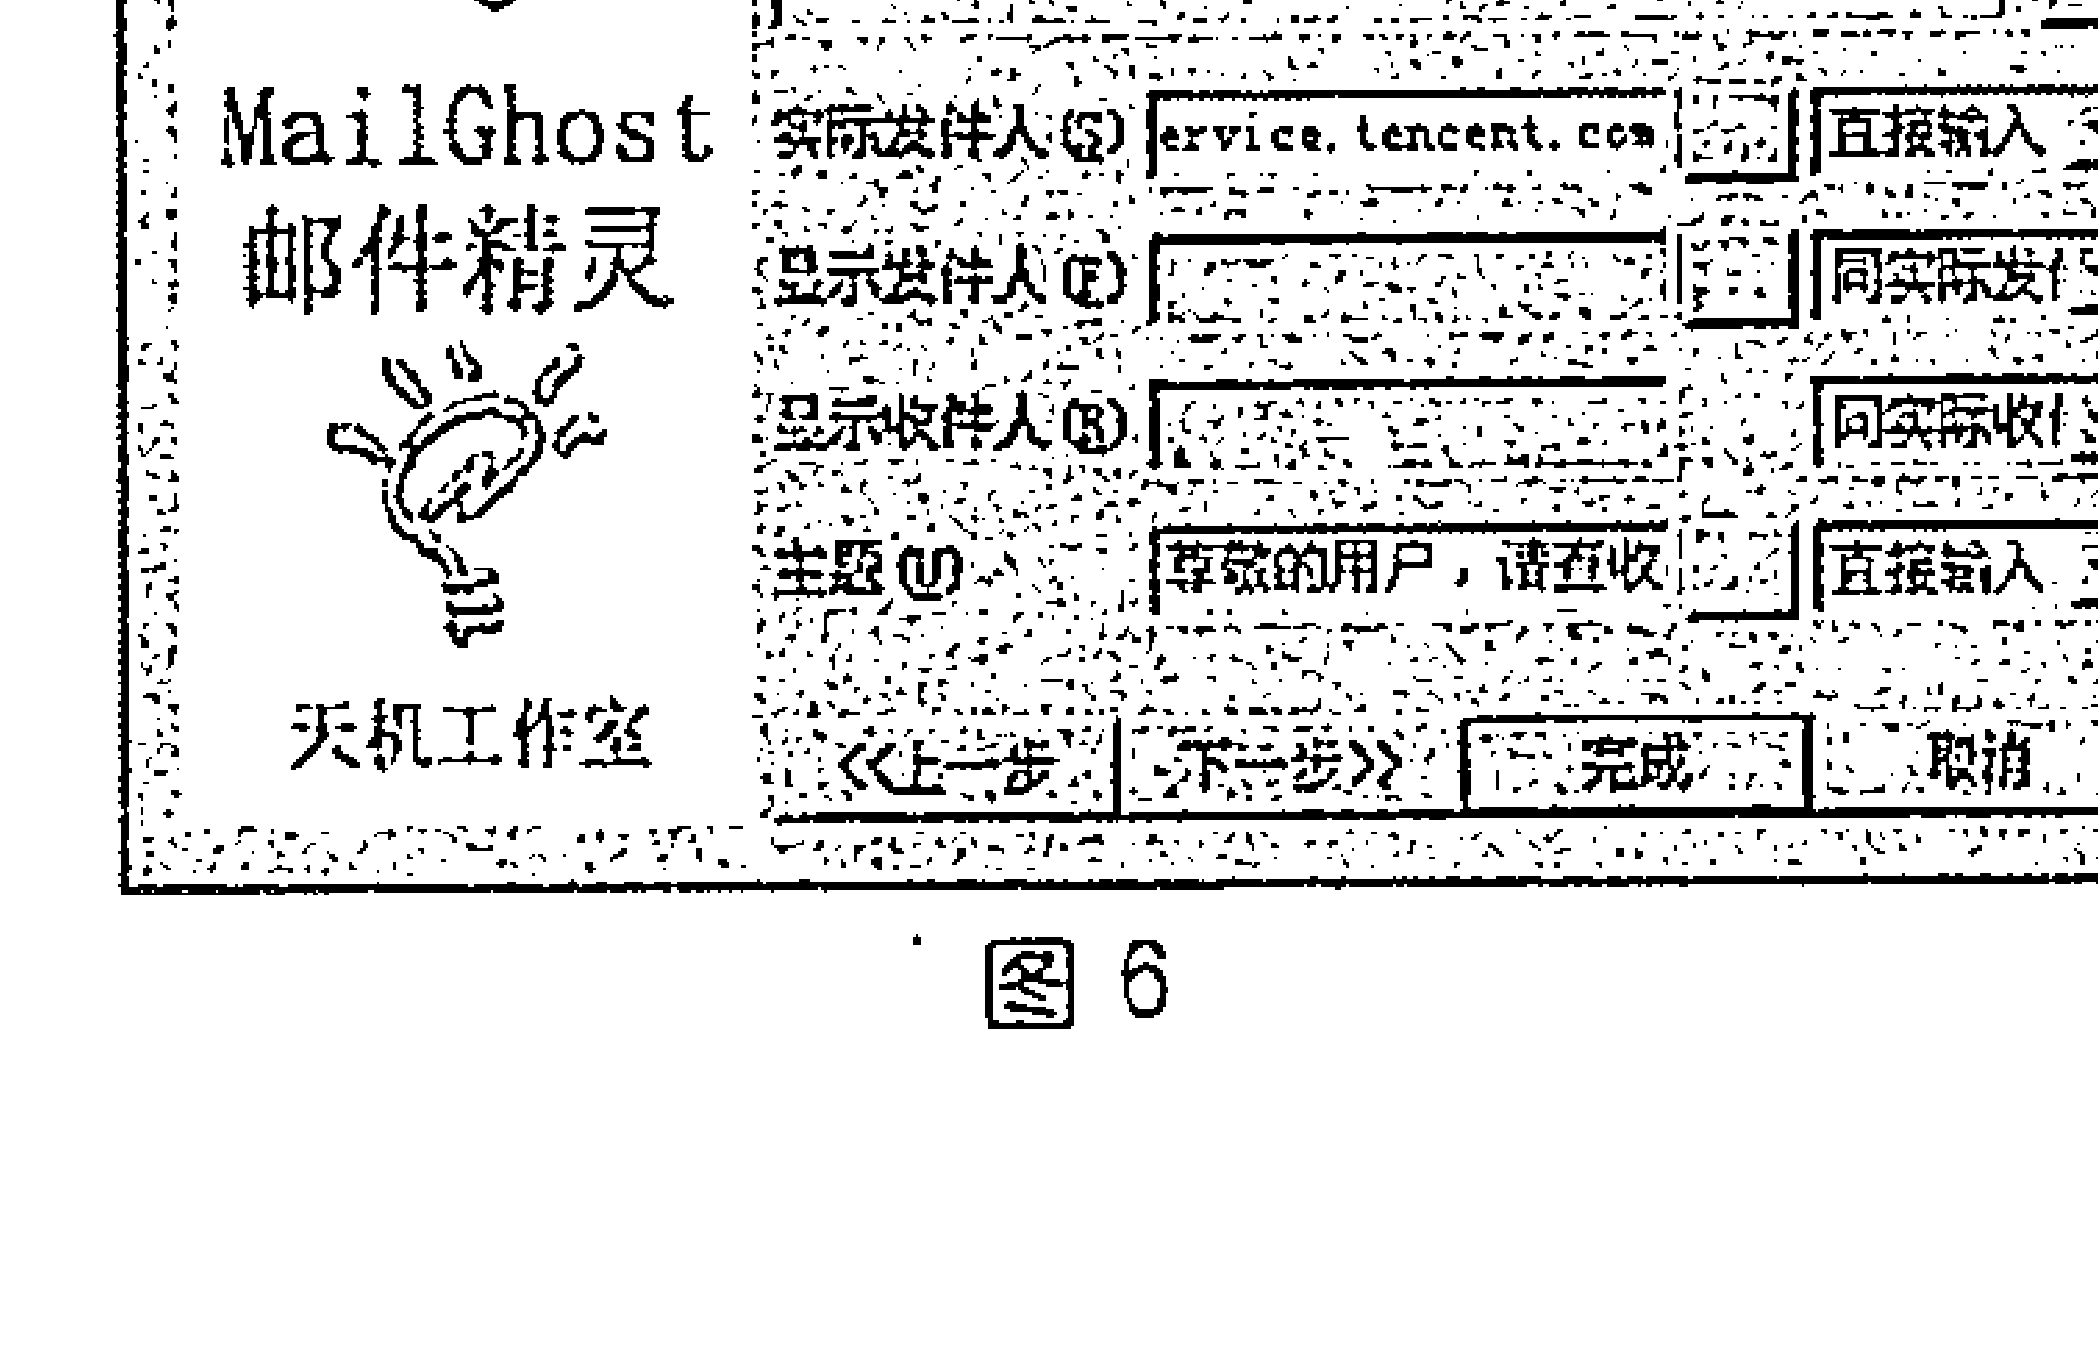 MailGhost
邮件精灵
天机工作室
实际发件人(G) ervice.tencent.com 直接输入
显示发件人(F) 同实际发件
显示收件人(R) 同实际收件
主题 尊敬的用户，请查收 直接输入
<<上一步 下一步>> 完成 取消
图 6